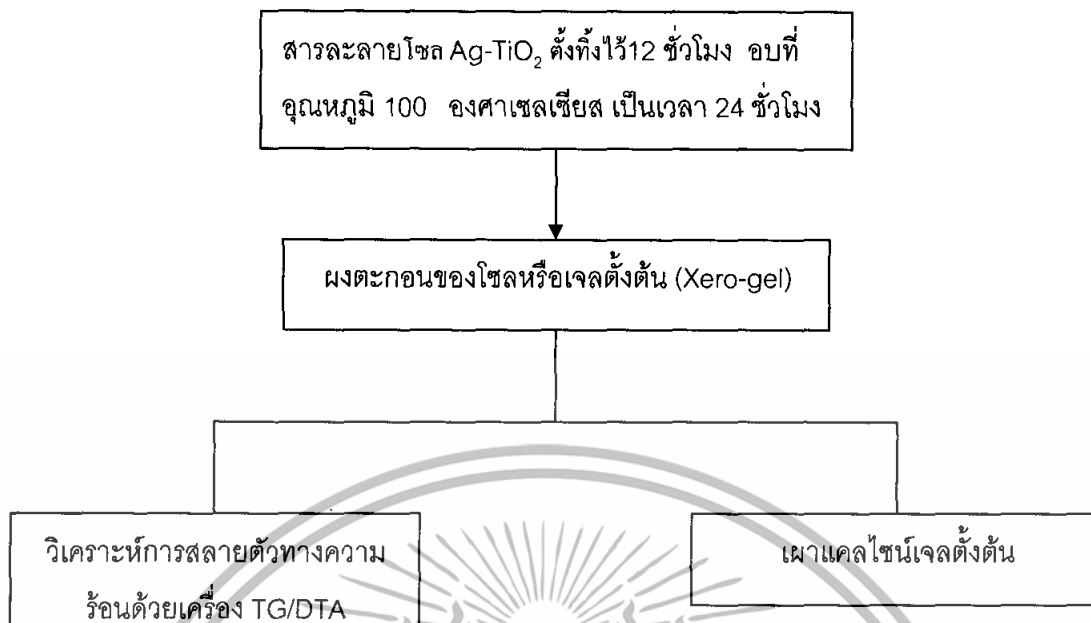 สารละลายโซล Ag-TiO₂ ตั้งทิ้งไว้12 ชั่วโมง อบที่
อุณหภูมิ 100 องศาเซลเซียส เป็นเวลา 24 ชั่วโมง
ผงตะกอนของโซลหรือเจลตั้งต้น (Xero-gel)
วิเคราะห์การสลายตัวทางความ
ร้อนด้วยเครื่อง TG/DTA
เผาแคลไซน์เจลตั้งต้น